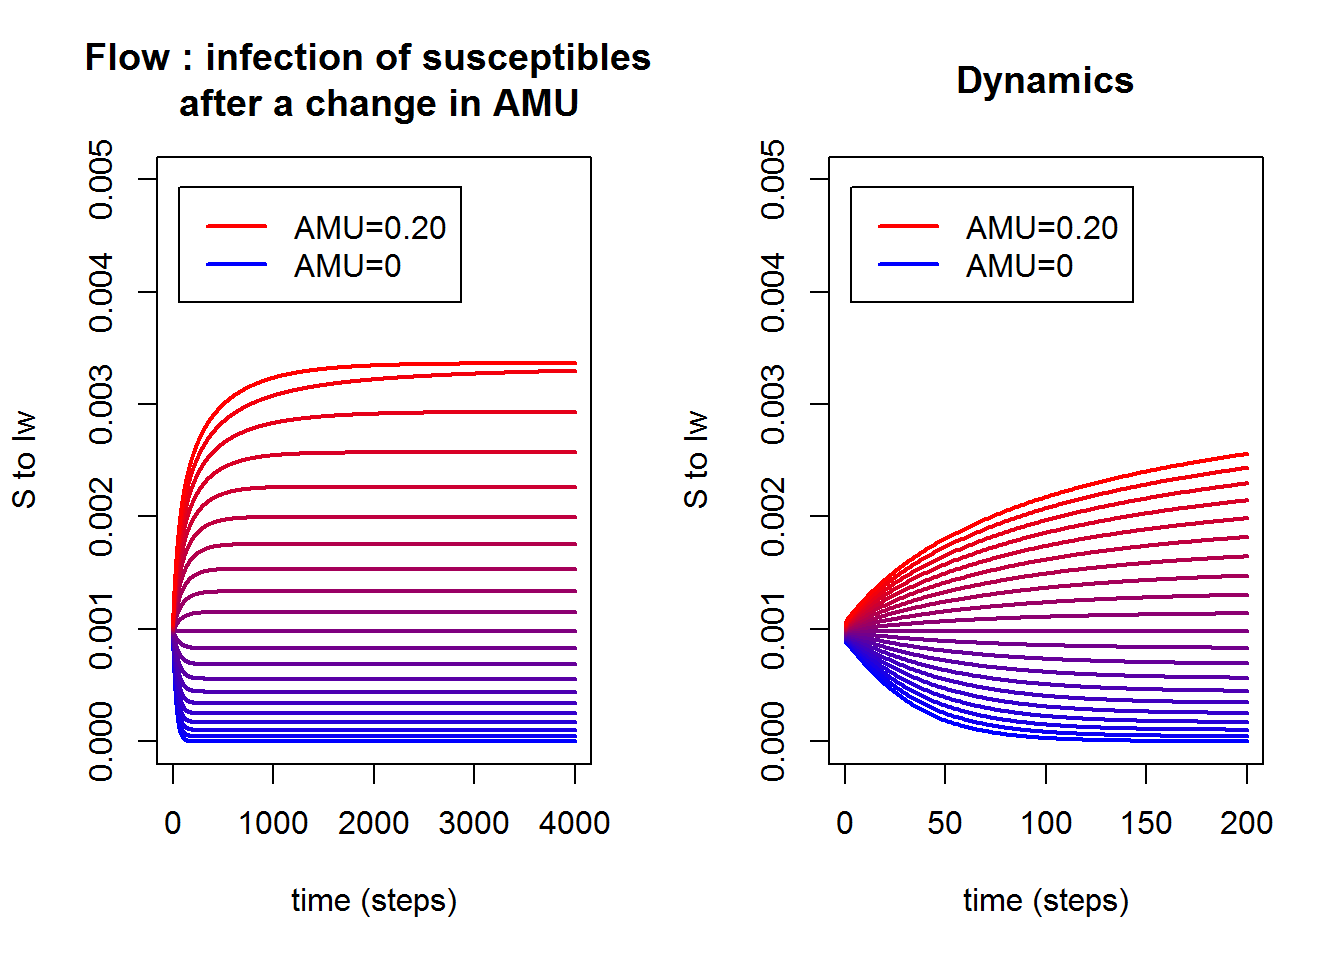 Flow : infection of susceptibles
after a change in AMU
S to Iw
0.005
0.004
0.003
0.002
0.001
0.000
AMU=0.20
AMU=0
0 1000 2000 3000 4000
time (steps)
Dynamics
S to Iw
0.005
0.004
0.003
0.002
0.001
0.000
AMU=0.20
AMU=0
0 50 100 150 200
time (steps)